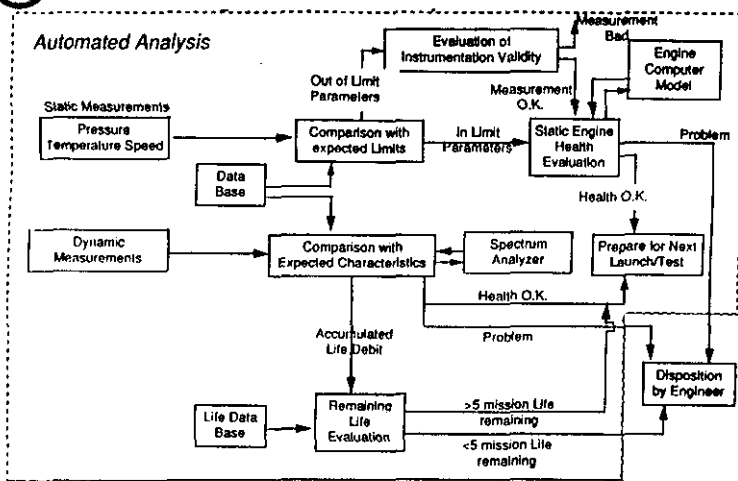 Automated Analysis
Evaluation of
Instrumentation Validity
Measurement
Bad
Engine
Computer
Model
Out of Limit
Parameters
Measurement
O.K.
Static Measurements
Pressure
Temperature Speed
Comparison with
expected Limits
In Limit
Parameters
Static Engine
Health
Evaluation
Problem
Data
Base
Health O.K.
Dynamic
Measurements
Comparison with
Expected Characteristics
Spectrum
Analyzer
Prepare for Next
Launch/Test
Health O.K.
Accumulated
Life Debit
Problem
Disposition
by Engineer
Life Data
Base
Remaining
Life
Evaluation
>5 mission Life
remaining
<5 mission Life
remaining